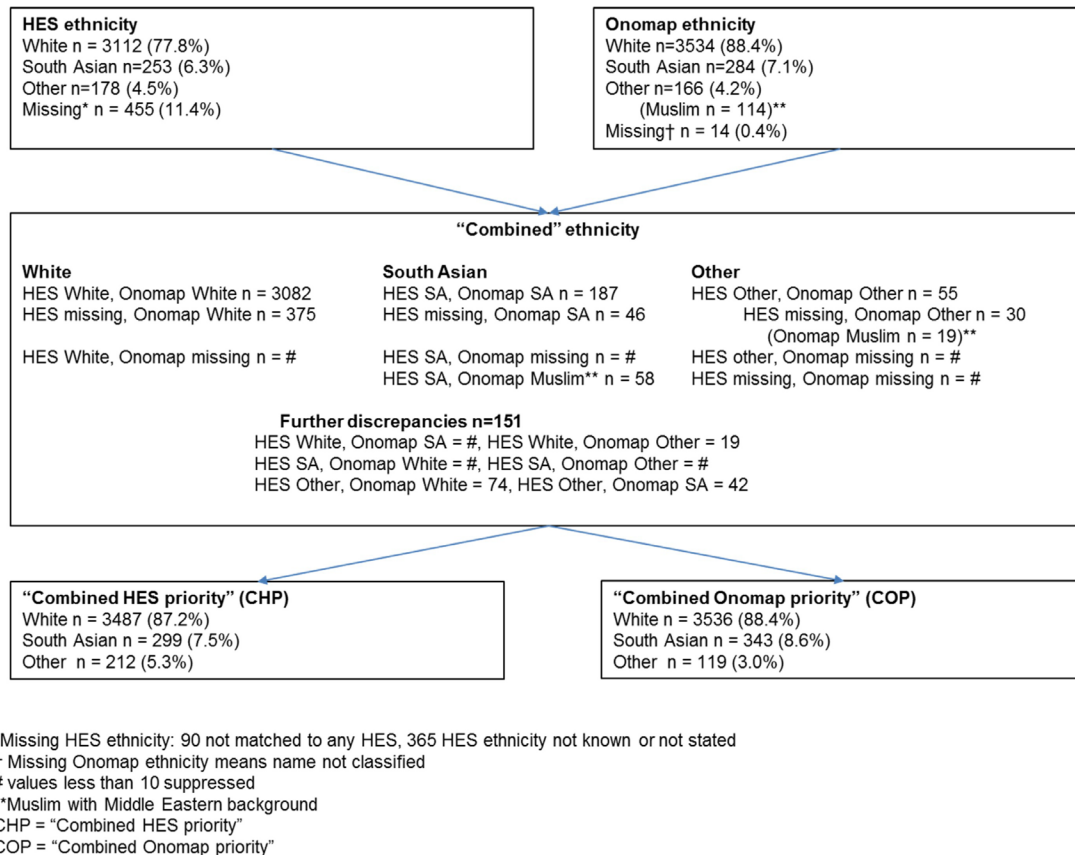 HES ethnicity
White n = 3112 (77.8%)
South Asian n=253 (6.3%)
Other n=178 (4.5%)
Missing* n = 455 (11.4%)
Onomap ethnicity
White n=3534 (88.4%)
South Asian n=284 (7.1%)
Other n=166 (4.2%)
(Muslim n = 114)**
Missing† n = 14 (0.4%)
“Combined” ethnicity
White
HES White, Onomap White n = 3082
HES missing, Onomap White n = 375
HES White, Onomap missing n = #
South Asian
HES SA, Onomap SA n = 187
HES missing, Onomap SA n = 46
HES SA, Onomap missing n = #
HES SA, Onomap Muslim** n = 58
Other
HES Other, Onomap Other n = 55
HES missing, Onomap Other n = 30
(Onomap Muslim n = 19)**
HES other, Onomap missing n = #
HES missing, Onomap missing n = #
Further discrepancies n=151
HES White, Onomap SA = #, HES White, Onomap Other = 19
HES SA, Onomap White = #, HES SA, Onomap Other = #
HES Other, Onomap White = 74, HES Other, Onomap SA = 42
“Combined HES priority” (CHP)
White n = 3487 (87.2%)
South Asian n = 299 (7.5%)
Other n = 212 (5.3%)
“Combined Onomap priority” (COP)
White n = 3536 (88.4%)
South Asian n = 343 (8.6%)
Other n = 119 (3.0%)
Missing HES ethnicity: 90 not matched to any HES, 365 HES ethnicity not known or not stated
† Missing Onomap ethnicity means name not classified
# values less than 10 suppressed
*Muslim with Middle Eastern background
CHP = “Combined HES priority”
COP = “Combined Onomap priority”